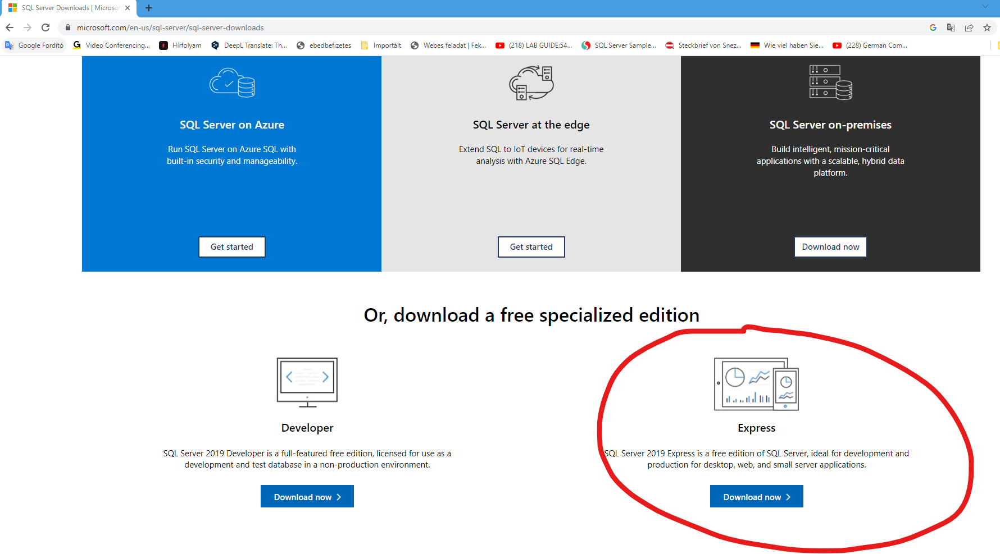 SQL Server Downloads | Microso
microsoft.com/en-us/sql-server/sql-server-downloads
Google Fordító
Video Conferencing...
Hírfolyam
DeepL Translate: Th...
ebedbefizetes
Importált
Webes feladat | Fek...
(218) LAB GUIDE:54...
SQL Server Sample...
Steckbrief von Snez...
Wie viel haben Sie...
(228) German Com...
SQL Server on Azure
Run SQL Server on Azure SQL with
built-in security and manageability.
Get started
SQL Server at the edge
Extend SQL to IoT devices for real-time
analysis with Azure SQL Edge.
Get started
SQL Server on-premises
Build intelligent, mission-critical
applications with a scalable, hybrid data
platform.
Download now
Or, download a free specialized edition
Developer
SQL Server 2019 Developer is a full-featured free edition, licensed for use as a
development and test database in a non-production environment.
Download now
Express
SQL Server 2019 Express is a free edition of SQL Server, ideal for development and
production for desktop, web, and small server applications.
Download now